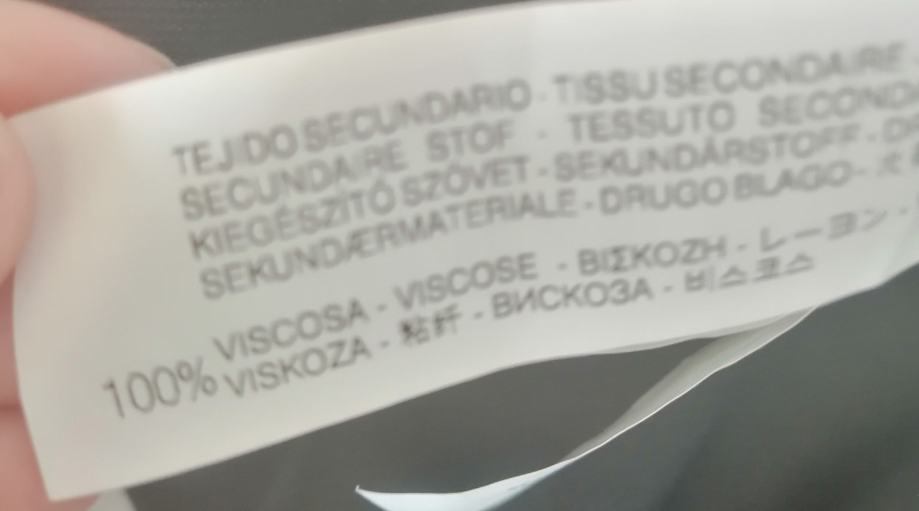 TEJIDO SECUNDARIO - TISSU SECONDAIRE
SECUNDAIRE STOF - TESSUTO
KIEGÉSZÍTŐ SZÖVET - SEKUNDÄRSTOFF -
SEKUNDÆRMATERIALE - DRUGO BLAGO -
VISCOSA - VISCOSE - ΒΙΣΚΟΖΗ - レーヨン -
100% VISKOZA - 粘纤 - ВИСКОЗА - 비스코스